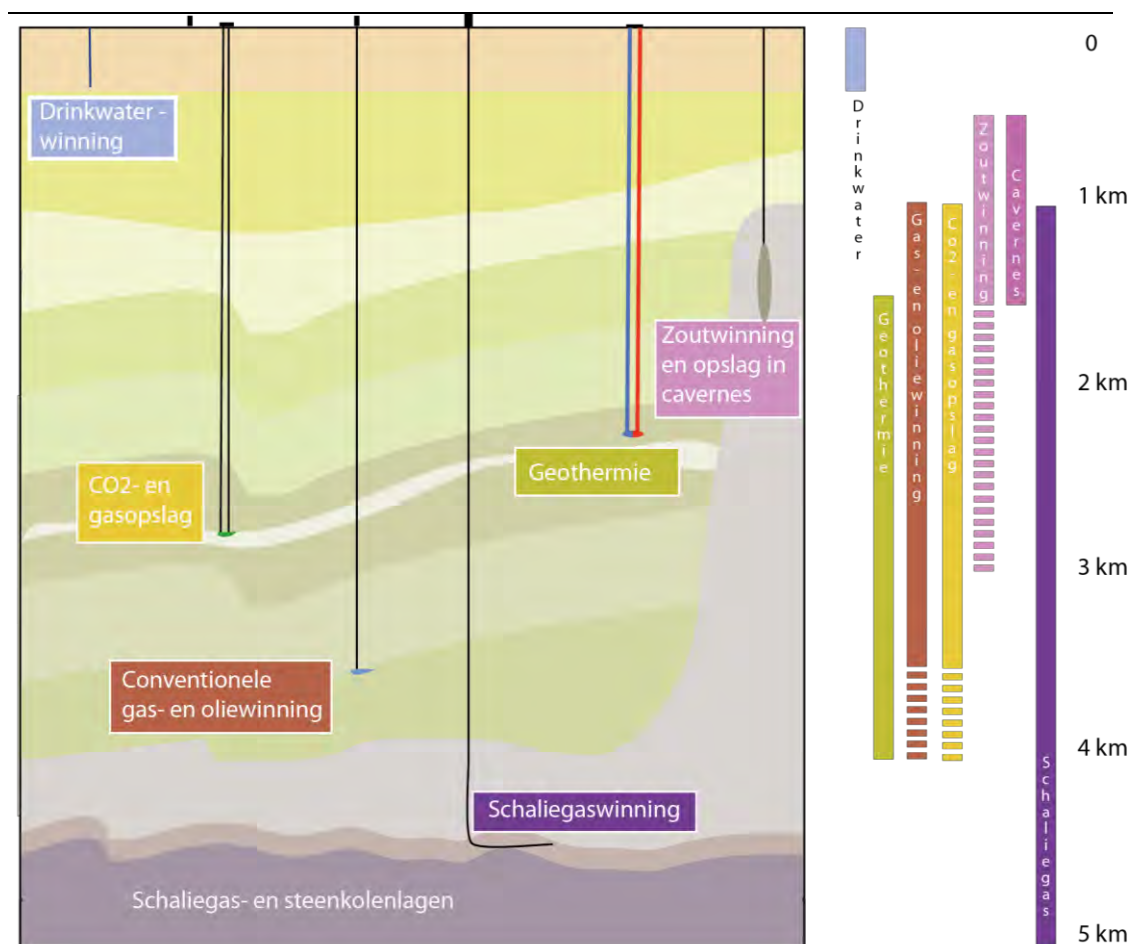 Drinkwater -
winning
CO2- en
gasopslag
Conventionele
gas- en oliewinning
Schaliegaswinning
Geothermie
Zoutwinning
en opslag in
cavernes
Schaliegas- en steenkolenlagen
Drinkwater
Geothermie
Gas- en oliewinning
Co2- en gasopslag
Zoutwinning
Cavernes
Schaliegas
0
1 km
2 km
3 km
4 km
5 km